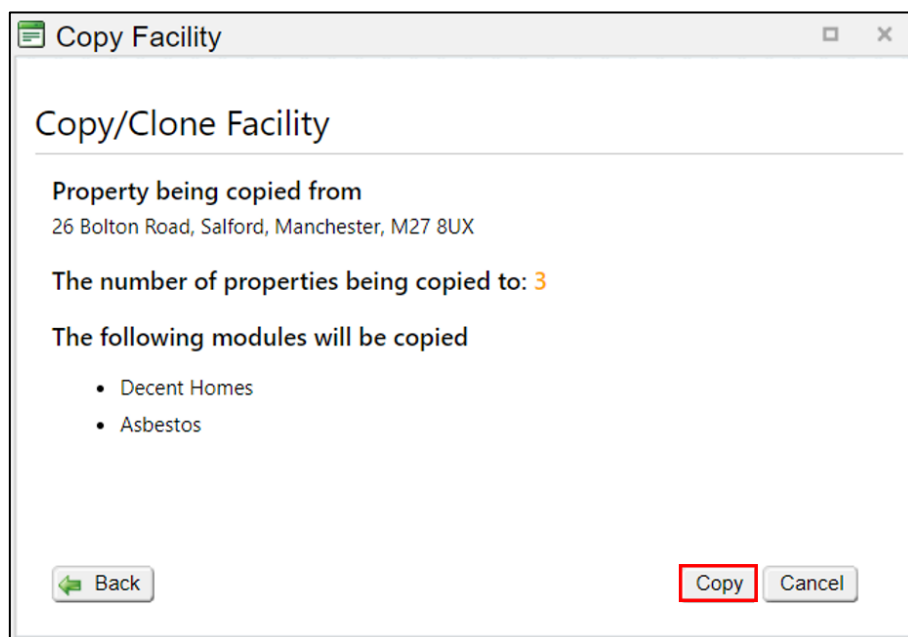 Copy Facility
Copy/Clone Facility
Property being copied from
26 Bolton Road, Salford, Manchester, M27 8UX
The number of properties being copied to: 3
The following modules will be copied
• Decent Homes
• Asbestos
Back
Copy
Cancel